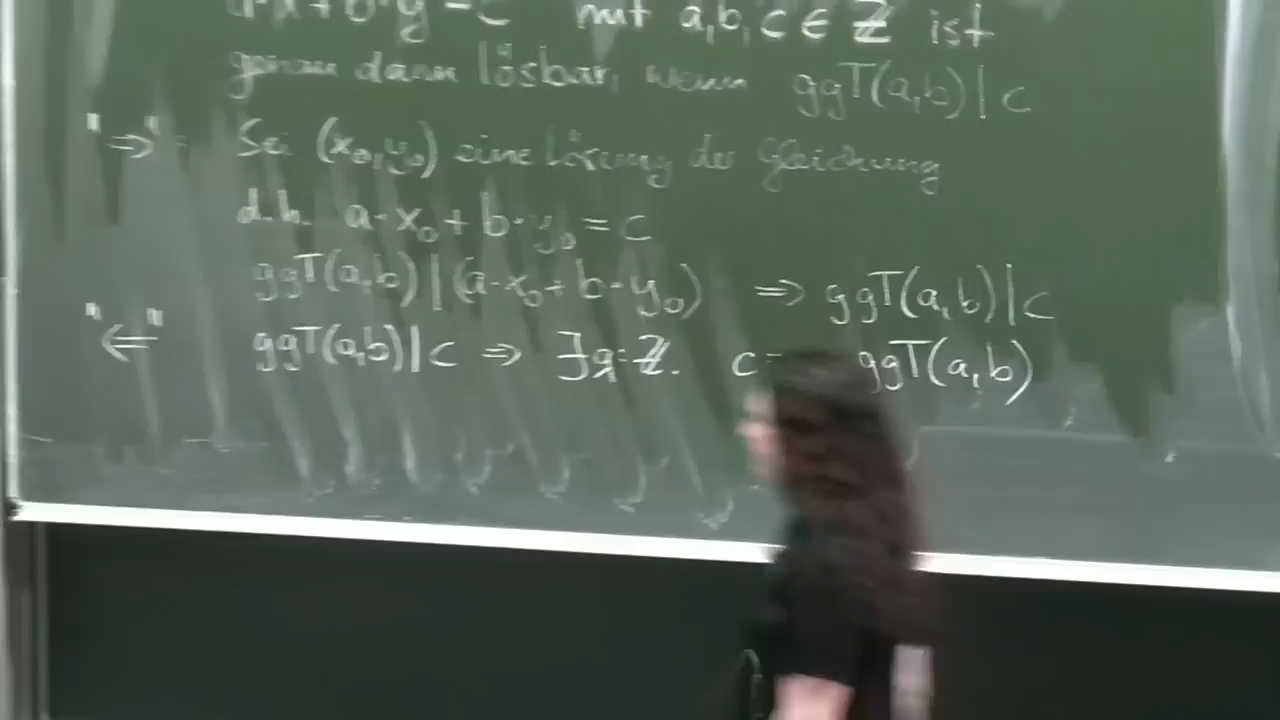 a·x + b·y = c mit a,b,c ∈ ℤ ist
genau dann lösbar, wenn ggT(a,b) | c
"⇒" Sei (x₀,y₀) eine Lösung der Gleichung
d.h. a·x₀ + b·y₀ = c
ggT(a,b) | (a·x₀ + b·y₀) ⇒ ggT(a,b) | c
"⇐" ggT(a,b) | c ⇒ ∃q:ℤ. c ggT(a,b)